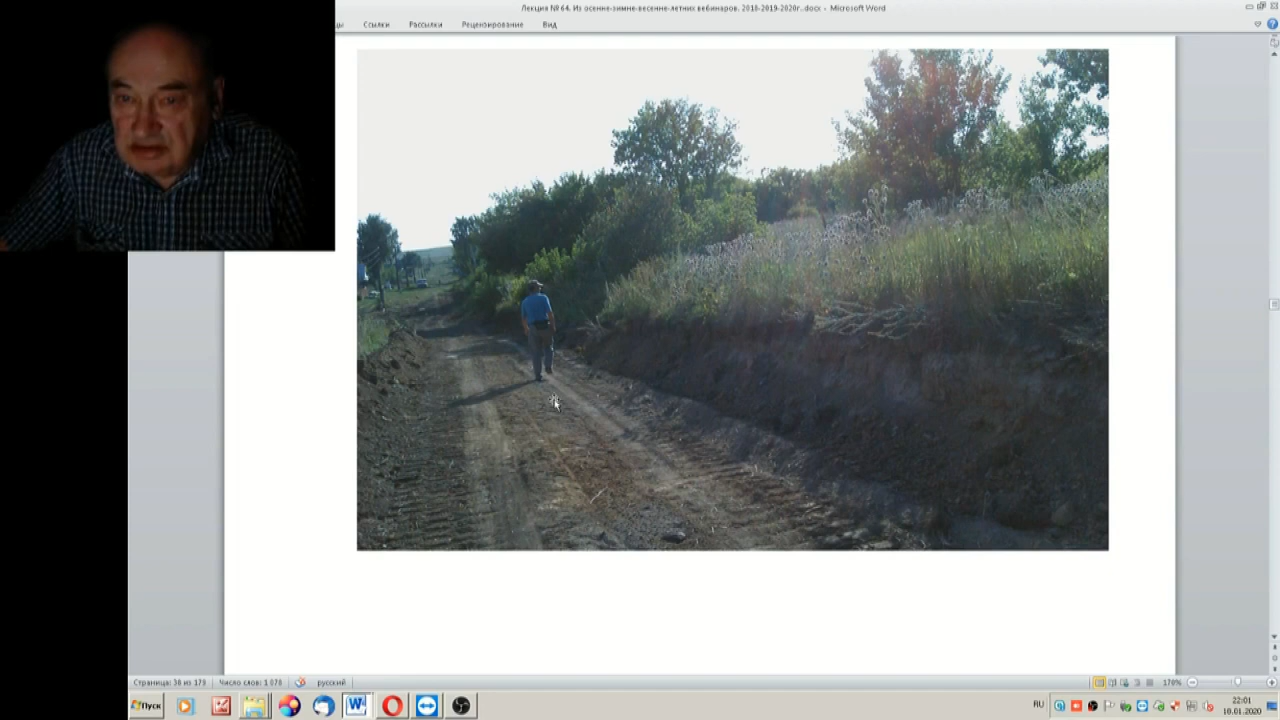 Лекция № 64. Из осенне-зимне-весенне-летних вебинаров. 2018-2019-2020г..docx - Microsoft Word
Ссылки Рассылки Рецензирование Вид
Страница: 38 из 179 Число слов: 1 078 русский 170%
Пуск RU 22:01
10.01.2020